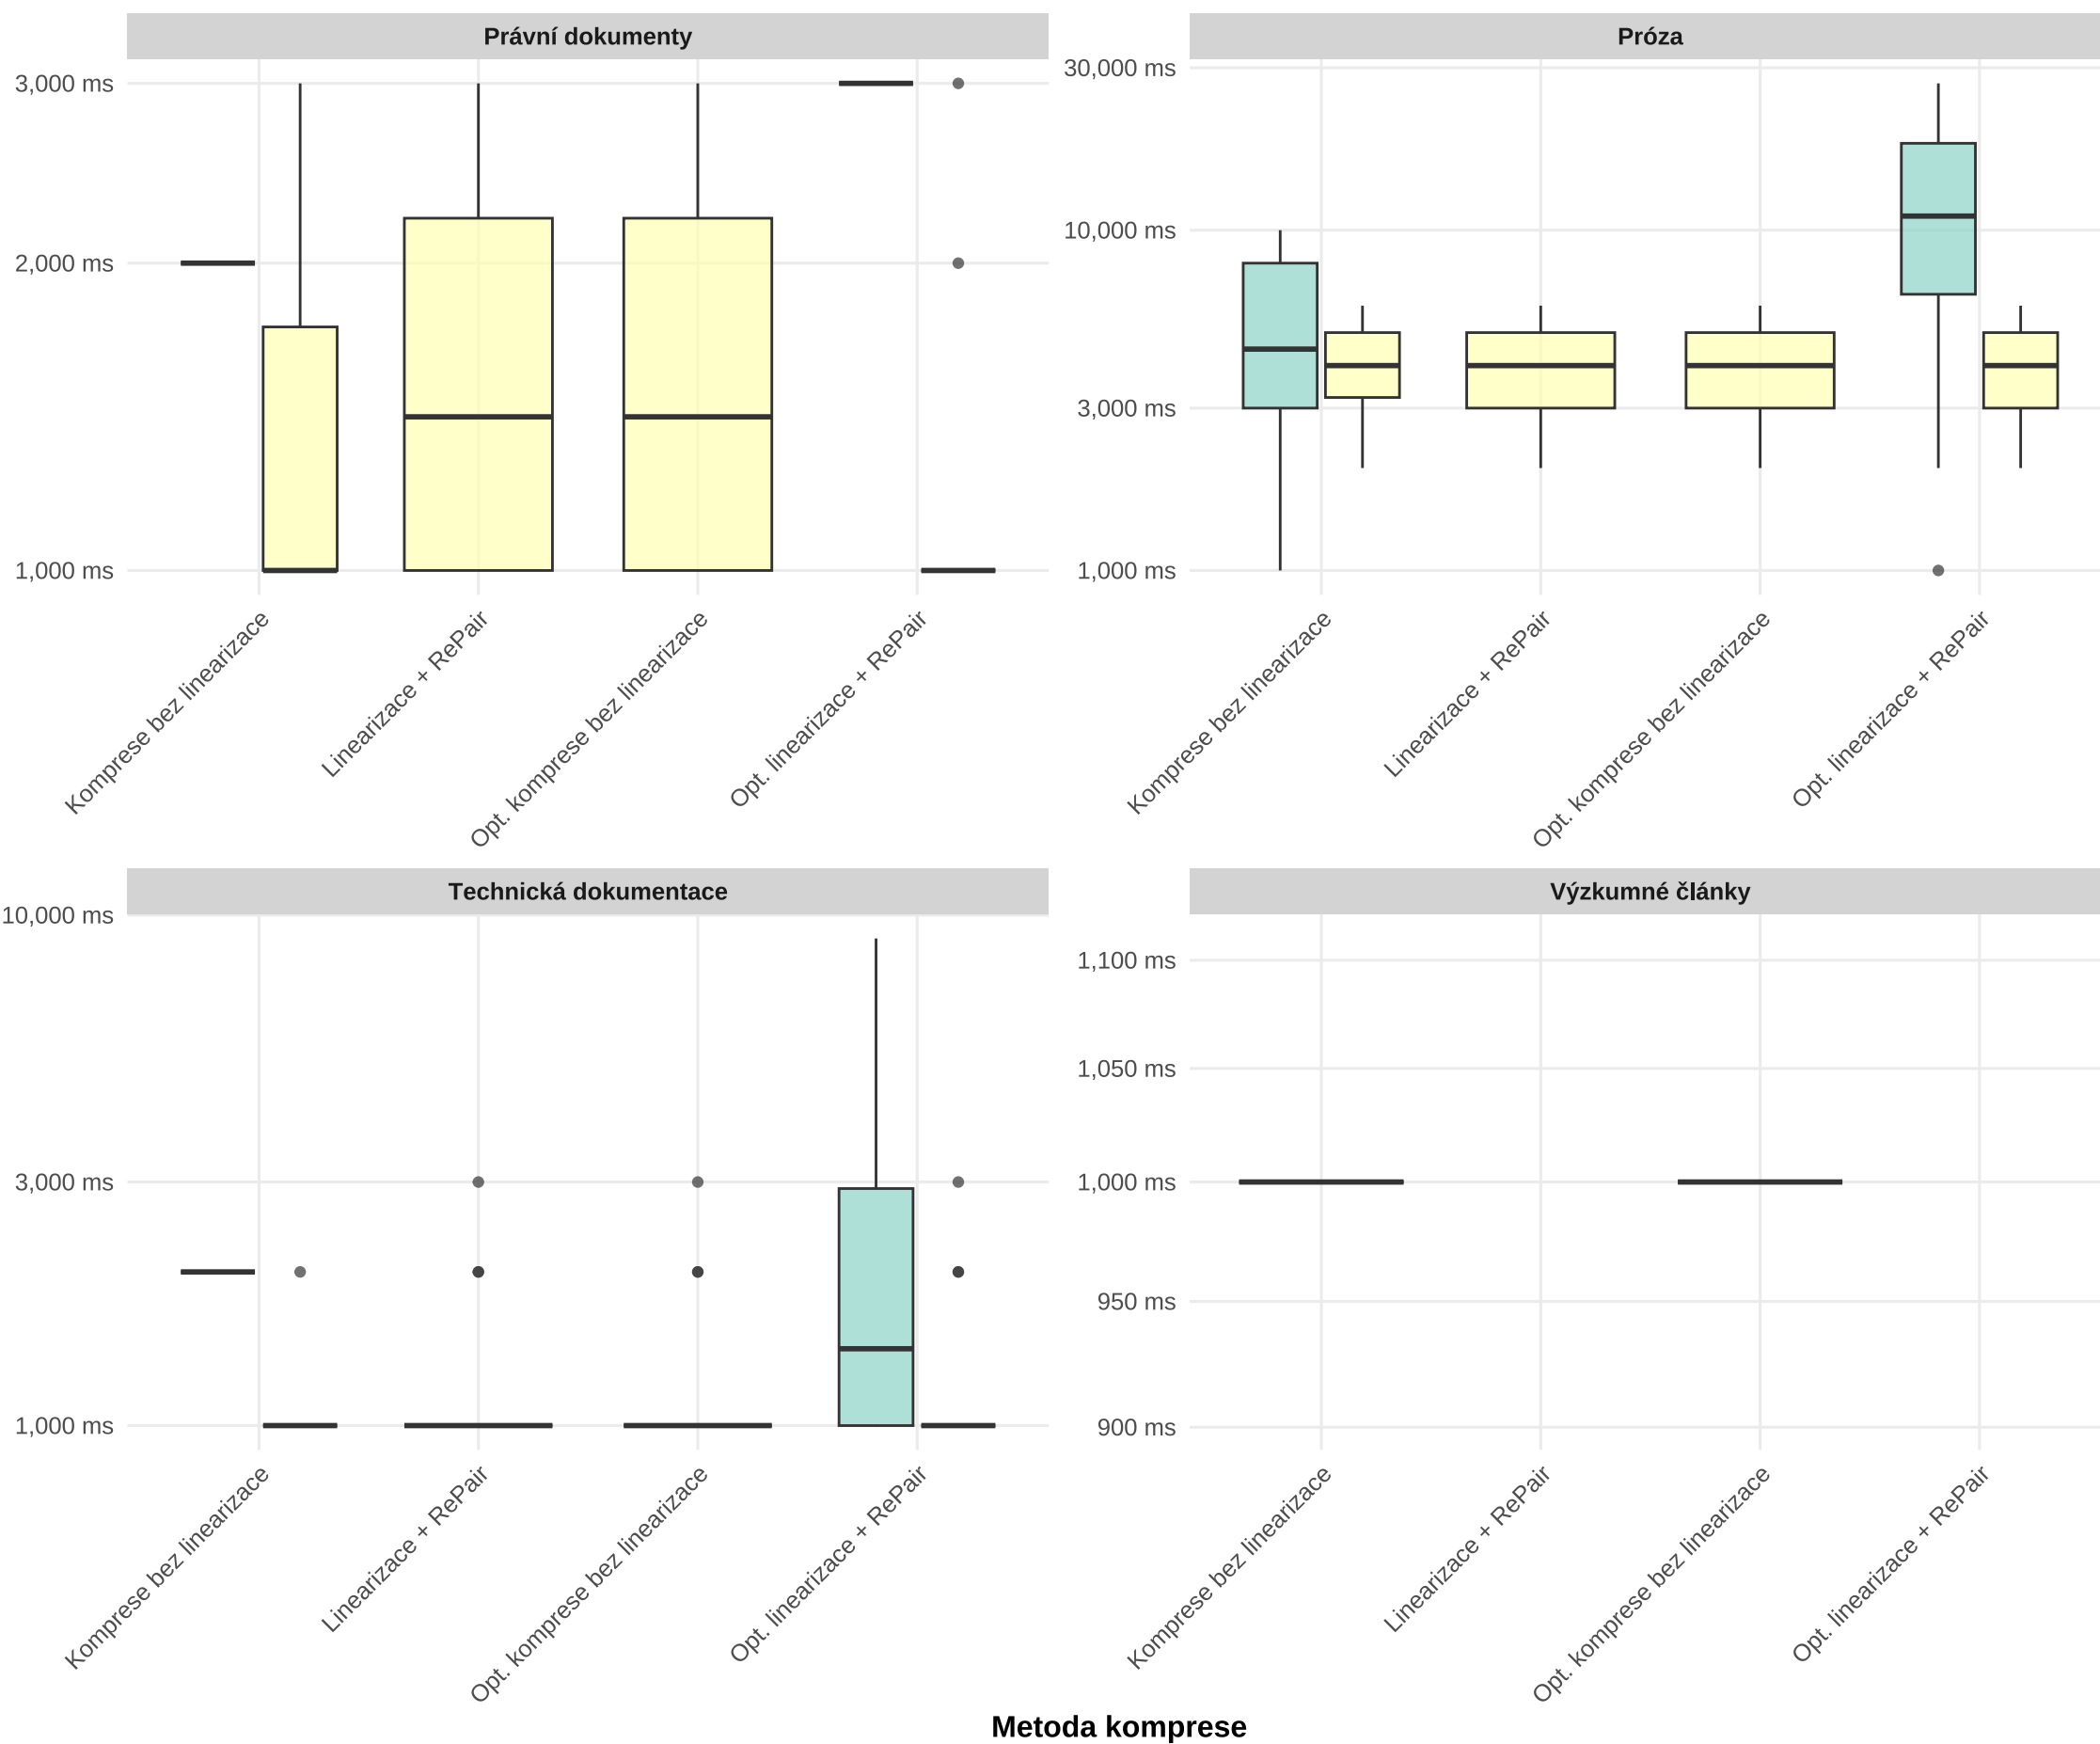 Právní dokumenty
3,000 ms
2,000 ms
1,000 ms
Komprese bez linearizace
Linearizace + RePair
Opt. komprese bez linearizace
Opt. linearizace + RePair
Próza
30,000 ms
10,000 ms
3,000 ms
1,000 ms
Komprese bez linearizace
Linearizace + RePair
Opt. komprese bez linearizace
Opt. linearizace + RePair
Technická dokumentace
10,000 ms
3,000 ms
1,000 ms
Komprese bez linearizace
Linearizace + RePair
Opt. komprese bez linearizace
Opt. linearizace + RePair
Výzkumné články
1,100 ms
1,050 ms
1,000 ms
950 ms
900 ms
Komprese bez linearizace
Linearizace + RePair
Opt. komprese bez linearizace
Opt. linearizace + RePair
Metoda komprese